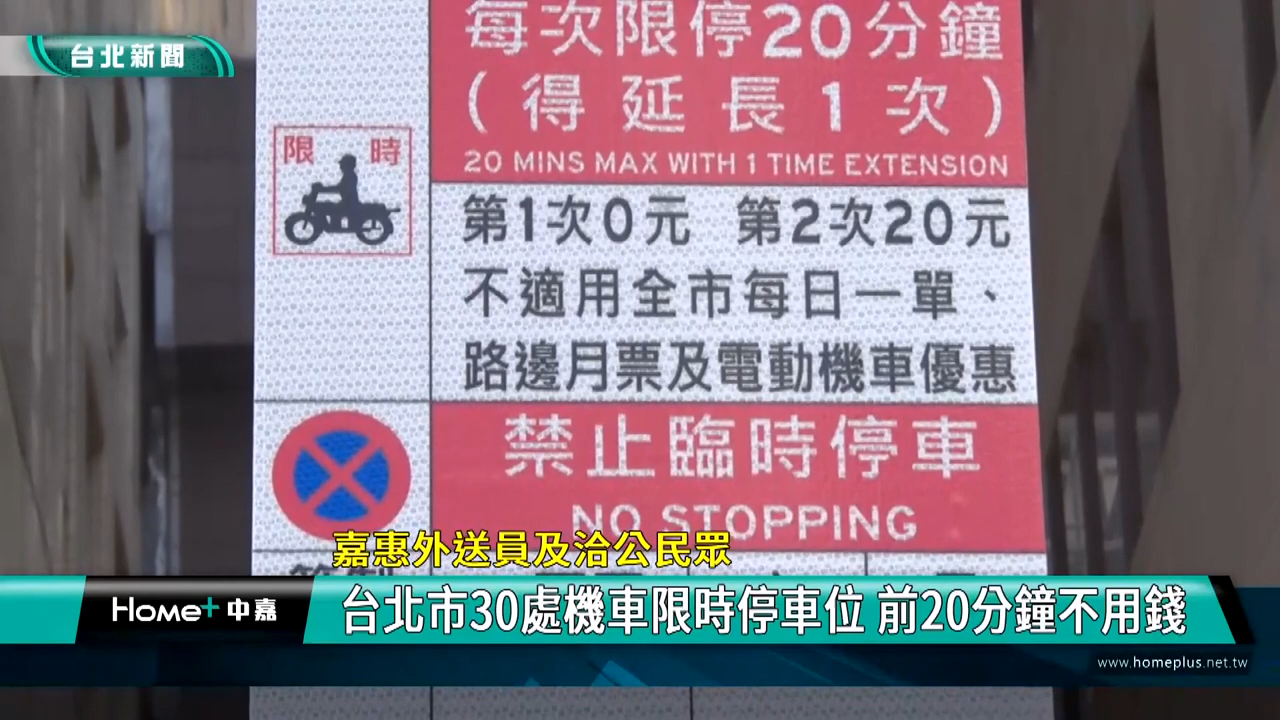 台北新聞
每次限停20分鐘
(得延長1次)
20 MINS MAX WITH 1 TIME EXTENSION
限 時
第1次0元 第2次20元
不適用全市每日一單、
路邊月票及電動機車優惠
禁止臨時停車
NO STOPPING
嘉惠外送員及洽公民眾
Home+中嘉
台北市30處機車限時停車位 前20分鐘不用錢
www.homeplus.net.tw